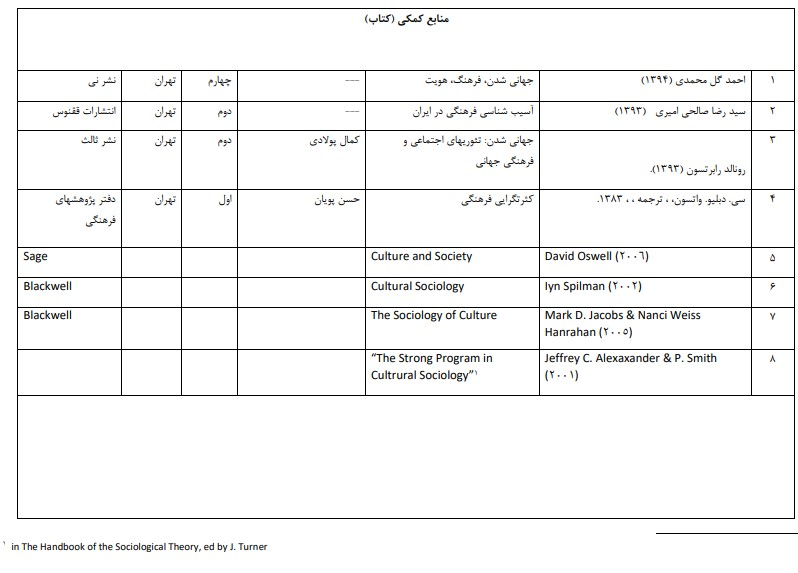 منابع کمکی (کتاب)
۱ احمد گل محمدی (۱۳۹۴) جهانی شدن، فرهنگ، هویت --- چهارم تهران نشر نی
۲ سید رضا صالحی امیری (۱۳۹۳) آسیب شناسی فرهنگی در ایران --- دوم تهران انتشارات ققنوس
۳ جهانی شدن: تئوریهای اجتماعی و کمال پولادی دوم تهران نشر ثالث
رونالد رابرتسون (۱۳۹۳). فرهنگی جهانی
۴ سی. دبلیو. واتسون، ، ترجمه ، ، ۱۳۸۳. کثرتگرایی فرهنگی حسن پویان اول تهران دفتر پژوهشهای
فرهنگی
۵ David Oswell (۲۰۰۶) Culture and Society Sage
۶ lyn Spilman (۲۰۰۲) Cultural Sociology Blackwell
۷ Mark D. Jacobs & Nanci Weiss The Sociology of Culture Blackwell
Hanrahan (۲۰۰۵)
۸ Jeffrey C. Alexaxander & P. Smith “The Strong Program in
(۲۰۰۱) Cultrural Sociology”۱
۱ in The Handbook of the Sociological Theory, ed by J. Turner